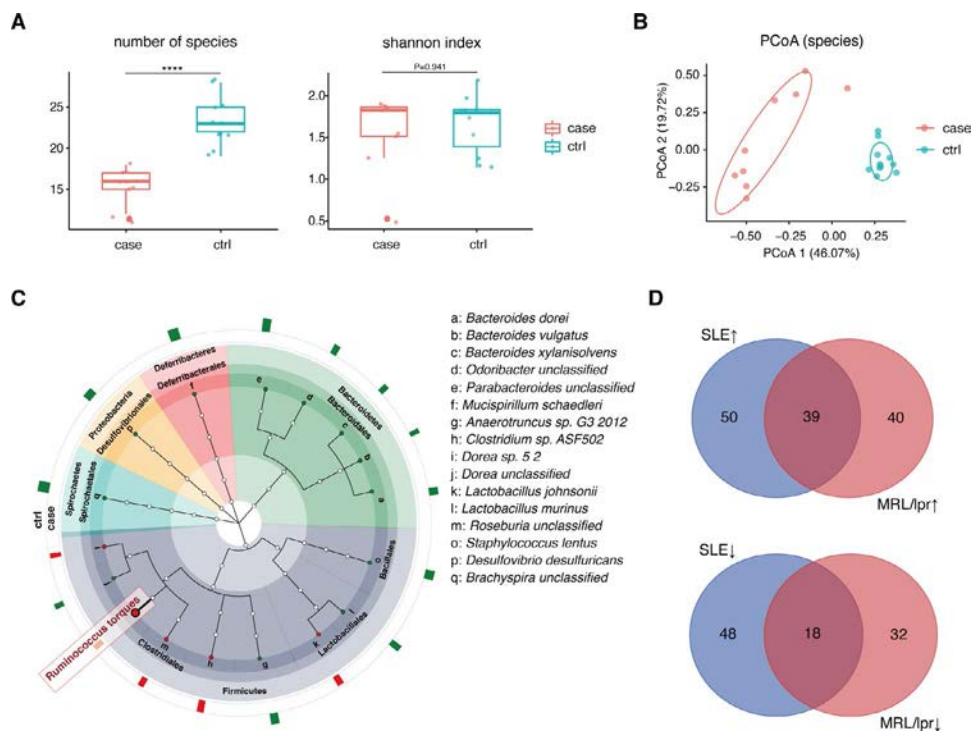 A
number of species
****
25
20
15
case
ctrl
shannon index
P=0.941
2.0
1.5
1.0
0.5
case
ctrl
case
ctrl
B
PCoA (species)
PCoA 2 (19.72%)
0.50
0.25
0.00
−0.25
−0.50
−0.25
0.00
0.25
PCoA 1 (46.07%)
case
ctrl
C
Deferribacteres
Deferribacterales
Proteobacteria
Desulfovibrionales
Spirochaetes
Spirochaetales
Bacteroidetes
Bacteroidales
Bacillales
Lactobacillales
Clostridiales
Firmicutes
ctrl
case
Ruminococcus torques
f
e
d
c
b
a
p
q
o
l
k
g
h
m
i
j
a: Bacteroides dorei
b: Bacteroides vulgatus
c: Bacteroides xylanisolvens
d: Odoribacter unclassified
e: Parabacteroides unclassified
f: Mucispirillum schaedleri
g: Anaerotruncus sp. G3 2012
h: Clostridium sp. ASF502
i: Dorea sp. 5 2
j: Dorea unclassified
k: Lactobacillus johnsonii
l: Lactobacillus murinus
m: Roseburia unclassified
o: Staphylococcus lentus
p: Desulfovibrio desulfuricans
q: Brachyspira unclassified
D
SLE↑
50
39
40
MRL/lpr↑
SLE↓
48
18
32
MRL/lpr↓